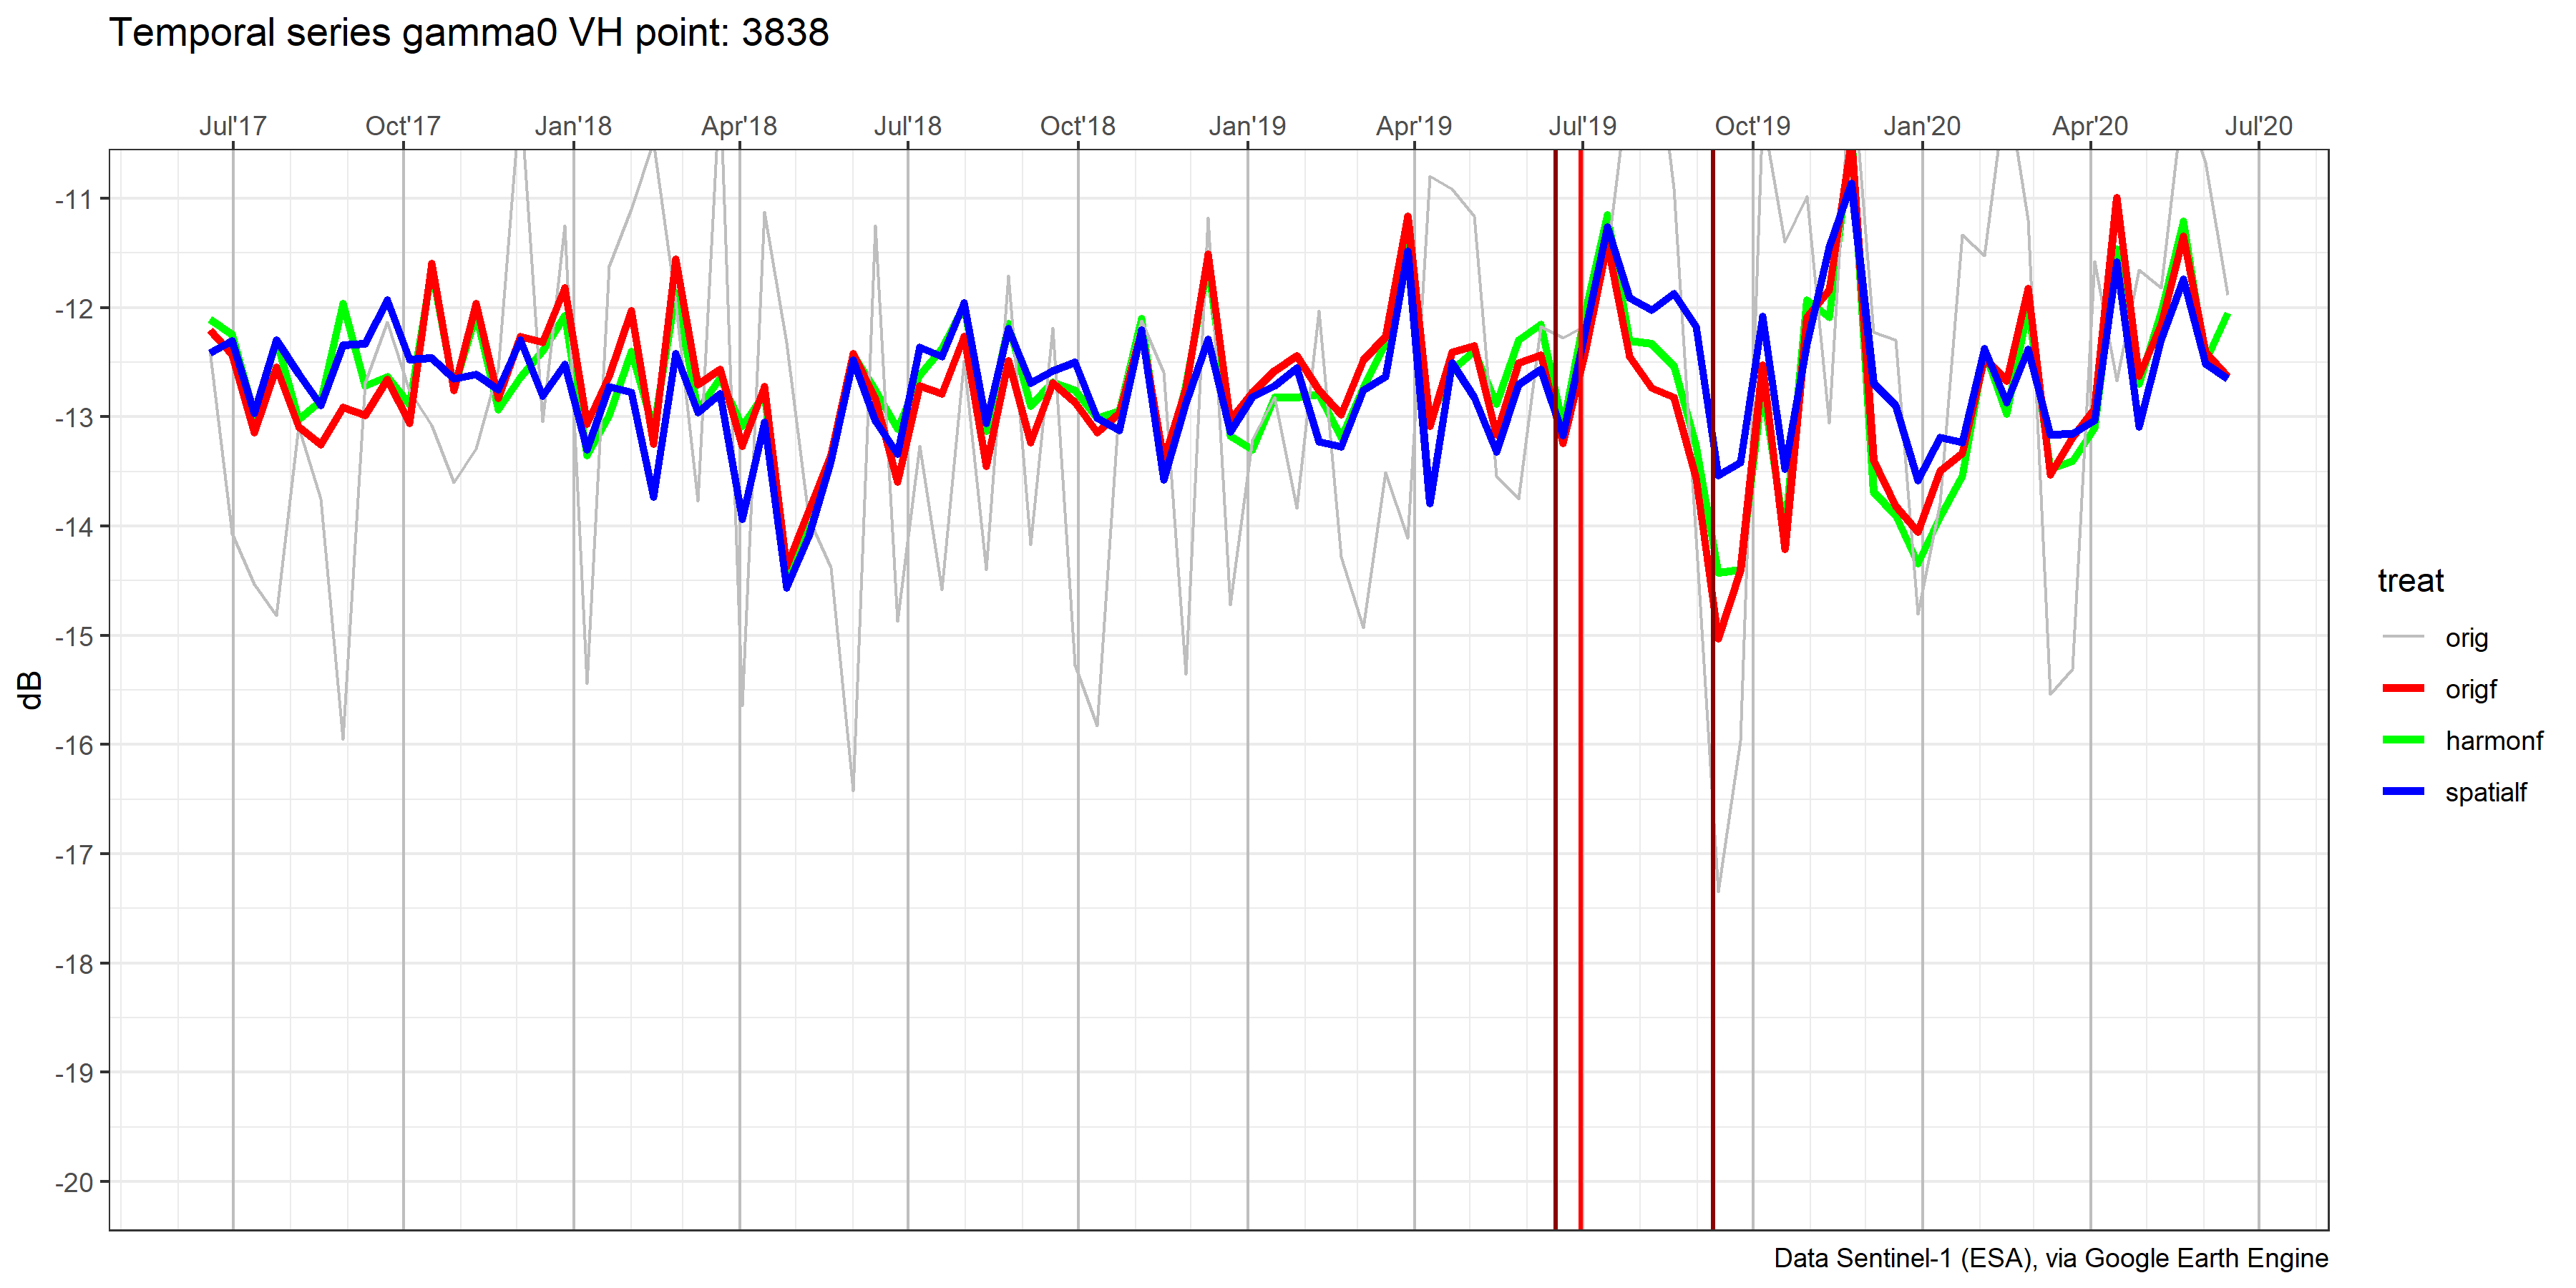 Temporal series gamma0 VH point: 3838
Jul'17 Oct'17 Jan'18 Apr'18 Jul'18 Oct'18 Jan'19 Apr'19 Jul'19 Oct'19 Jan'20 Apr'20 Jul'20
-11
-12
-13
-14
-15
-16
-17
-18
-19
-20
dB
treat
orig
origf
harmonf
spatialf
Data Sentinel-1 (ESA), via Google Earth Engine